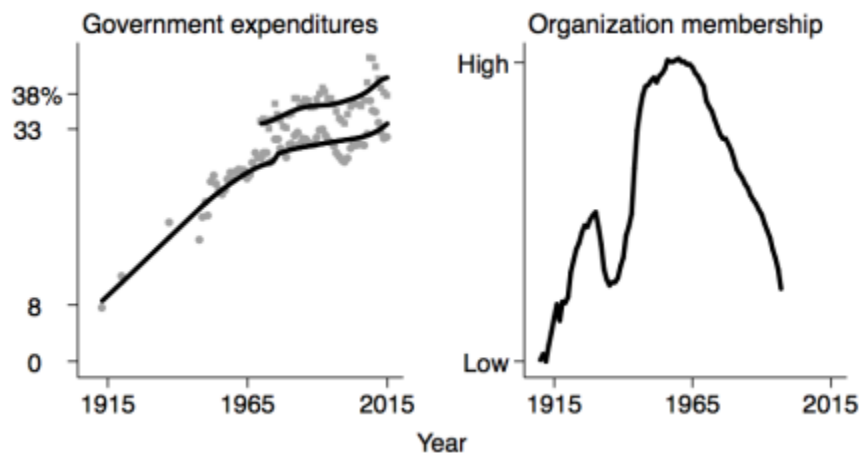 Government expenditures
38%
33
8
0
1915 1965 2015
Organization membership
High
Low
1915 1965 2015
Year